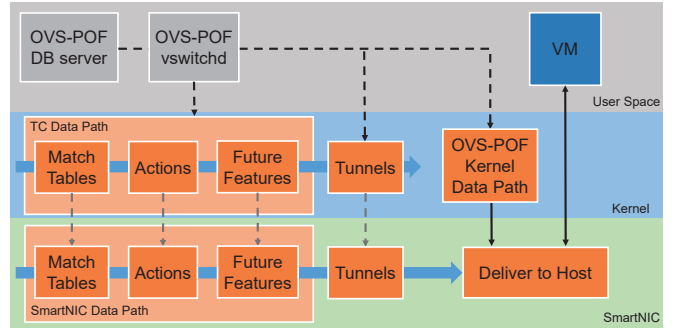 OVS-POF
DB server
OVS-POF
vswitchd
VM
User Space
TC Data Path
Match
Tables
Actions
Future
Features
Tunnels
OVS-POF
Kernel
Data Path
Kernel
Match
Tables
Actions
Future
Features
Tunnels
Deliver to Host
SmartNIC Data Path
SmartNIC